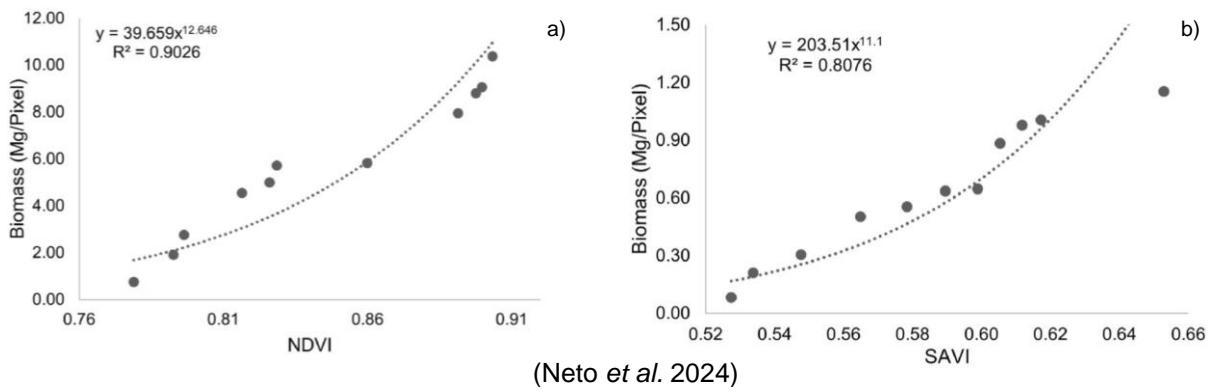 a)
y = 39.659x^12.646
R² = 0.9026
Biomass (Mg/Pixel)
12.00
10.00
8.00
6.00
4.00
2.00
0.00
0.76 0.81 0.86 0.91
NDVI
b)
y = 203.51x^11.1
R² = 0.8076
Biomass (Mg/Pixel)
1.50
1.20
0.90
0.60
0.30
0.00
0.52 0.54 0.56 0.58 0.60 0.62 0.64 0.66
SAVI
(Neto et al. 2024)